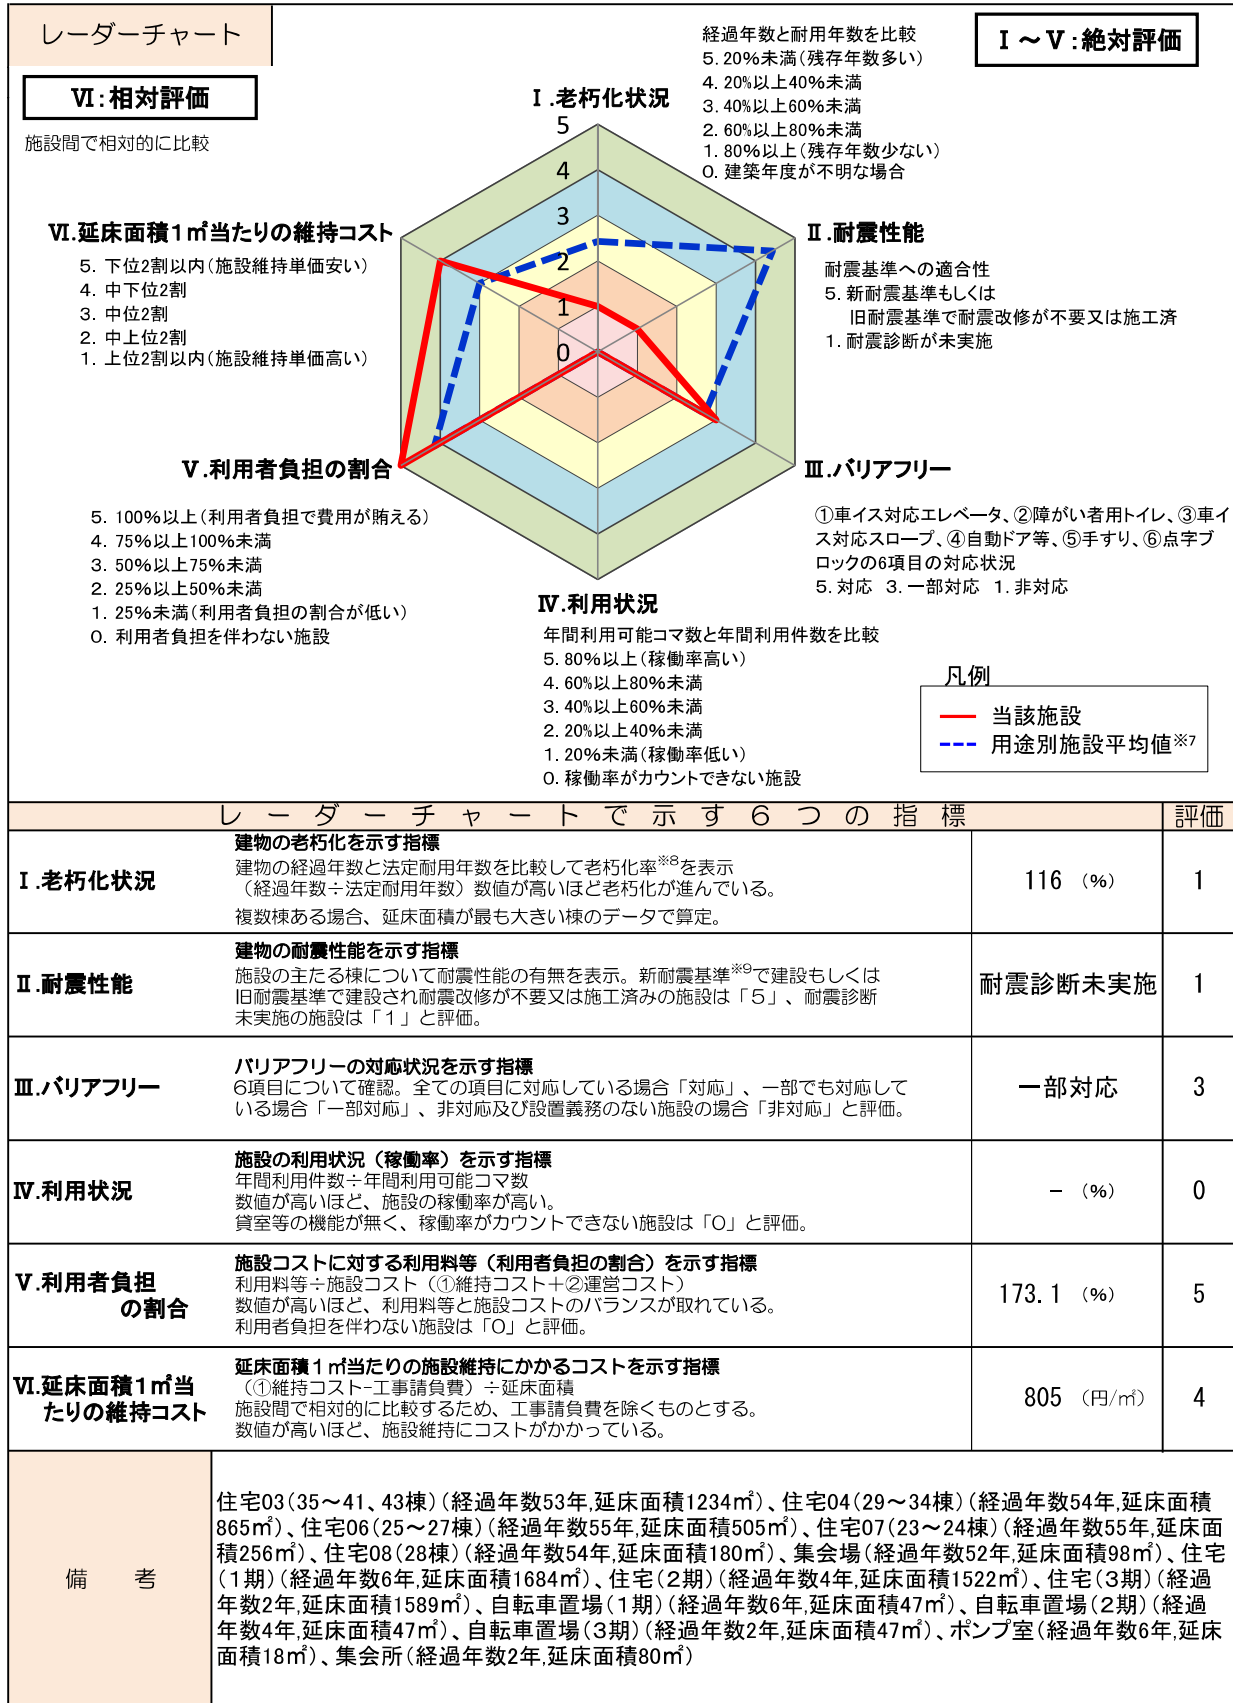 レーダーチャート
Ⅰ～Ⅴ:絶対評価
Ⅵ:相対評価
施設間で相対的に比較
経過年数と耐用年数を比較
5. 20%未満(残存年数多い)
4. 20%以上40%未満
3. 40%以上60%未満
2. 60%以上80%未満
1. 80%以上(残存年数少ない)
0. 建築年度が不明な場合
Ⅰ.老朽化状況
5
4
3
2
1
0
Ⅱ.耐震性能
耐震基準への適合性
5. 新耐震基準もしくは
旧耐震基準で耐震改修が不要又は施工済
1. 耐震診断が未実施
Ⅵ.延床面積1㎡当たりの維持コスト
5. 下位2割以内(施設維持単価安い)
4. 中下位2割
3. 中位2割
2. 中上位2割
1. 上位2割以内(施設維持単価高い)
Ⅴ.利用者負担の割合
5. 100%以上(利用者負担で費用が賄える)
4. 75%以上100%未満
3. 50%以上75%未満
2. 25%以上50%未満
1. 25%未満(利用者負担の割合が低い)
0. 利用者負担を伴わない施設
Ⅲ.バリアフリー
①車イス対応エレベータ、②障がい者用トイレ、③車イ
ス対応スロープ、④自動ドア等、⑤手すり、⑥点字ブ
ロックの6項目の対応状況
5. 対応 3. 一部対応 1. 非対応
Ⅳ.利用状況
年間利用可能コマ数と年間利用件数を比較
5. 80%以上(稼働率高い)
4. 60%以上80%未満
3. 40%以上60%未満
2. 20%以上40%未満
1. 20%未満(稼働率低い)
0. 稼働率がカウントできない施設
凡例
当該施設
用途別施設平均値※7
レーダーチャートで示す6つの指標 評価
Ⅰ.老朽化状況
建物の老朽化を示す指標
建物の経過年数と法定耐用年数を比較して老朽化率※8を表示
（経過年数÷法定耐用年数）数値が高いほど老朽化が進んでいる。
複数棟ある場合、延床面積が最も大きい棟のデータで算定。
116 (%) 1
Ⅱ.耐震性能
建物の耐震性能を示す指標
施設の主たる棟について耐震性能の有無を表示。新耐震基準※9で建設もしくは
旧耐震基準で建設され耐震改修が不要又は施工済みの施設は「5」、耐震診断
未実施の施設は「1」と評価。
耐震診断未実施 1
Ⅲ.バリアフリー
バリアフリーの対応状況を示す指標
6項目について確認。全ての項目に対応している場合「対応」、一部でも対応して
いる場合「一部対応」、非対応及び設置義務のない施設の場合「非対応」と評価。
一部対応 3
Ⅳ.利用状況
施設の利用状況（稼働率）を示す指標
年間利用件数÷年間利用可能コマ数
数値が高いほど、施設の稼働率が高い。
貸室等の機能が無く、稼働率がカウントできない施設は「0」と評価。
− (%) 0
Ⅴ.利用者負担
の割合
施設コストに対する利用料等（利用者負担の割合）を示す指標
利用料等÷施設コスト（①維持コスト+②運営コスト）
数値が高いほど、利用料等と施設コストのバランスが取れている。
利用者負担を伴わない施設は「0」と評価。
173.1 (%) 5
Ⅵ.延床面積1㎡当
たりの維持コスト
延床面積1㎡当たりの施設維持にかかるコストを示す指標
（①維持コスト-工事請負費）÷延床面積
施設間で相対的に比較するため、工事請負費を除くものとする。
数値が高いほど、施設維持にコストがかかっている。
805 (円/㎡) 4
備 考
住宅03(35～41、43棟)(経過年数53年,延床面積1234㎡)、住宅04(29～34棟)(経過年数54年,延床面積
865㎡)、住宅06(25～27棟)(経過年数55年,延床面積505㎡)、住宅07(23～24棟)(経過年数55年,延床面
積256㎡)、住宅08(28棟)(経過年数54年,延床面積180㎡)、集会場(経過年数52年,延床面積98㎡)、住宅
(1期)(経過年数6年,延床面積1684㎡)、住宅(2期)(経過年数4年,延床面積1522㎡)、住宅(3期)(経過
年数2年,延床面積1589㎡)、自転車置場(1期)(経過年数6年,延床面積47㎡)、自転車置場(2期)(経過
年数4年,延床面積47㎡)、自転車置場(3期)(経過年数2年,延床面積47㎡)、ポンプ室(経過年数6年,延床
面積18㎡)、集会所(経過年数2年,延床面積80㎡)